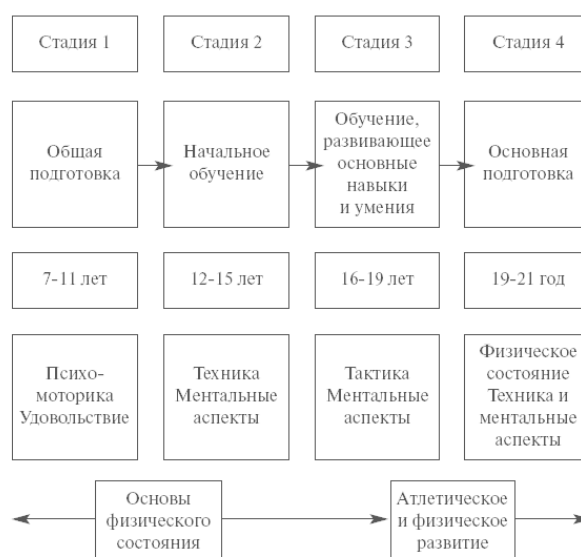 Стадия 1
Стадия 2
Стадия 3
Стадия 4
Общая
подготовка
Начальное
обучение
Обучение,
развивающее
основные
навыки
и умения
Основная
подготовка
7-11 лет
12-15 лет
16-19 лет
19-21 год
Психо-
моторика
Удовольствие
Техника
Ментальные
аспекты
Тактика
Ментальные
аспекты
Физическое
состояние
Техника и
ментальные
аспекты
Основы
физического
состояния
Атлетическое
и физическое
развитие